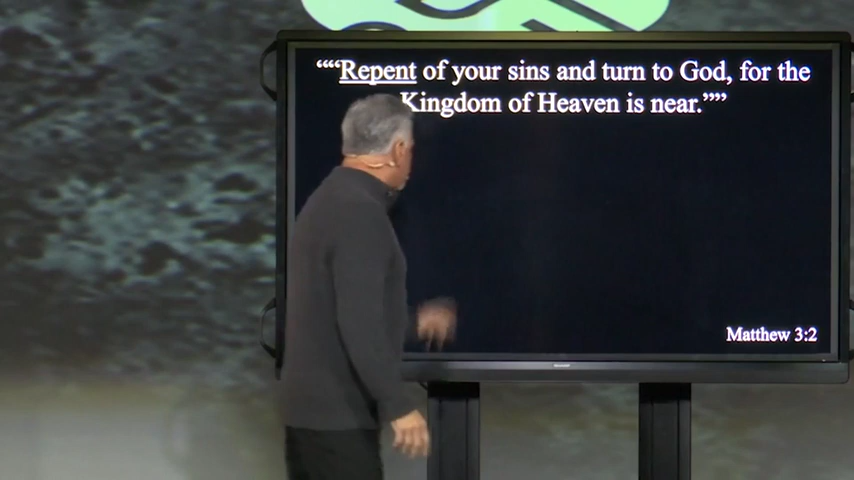 ““Repent of your sins and turn to God, for the
Kingdom of Heaven is near.””
Matthew 3:2